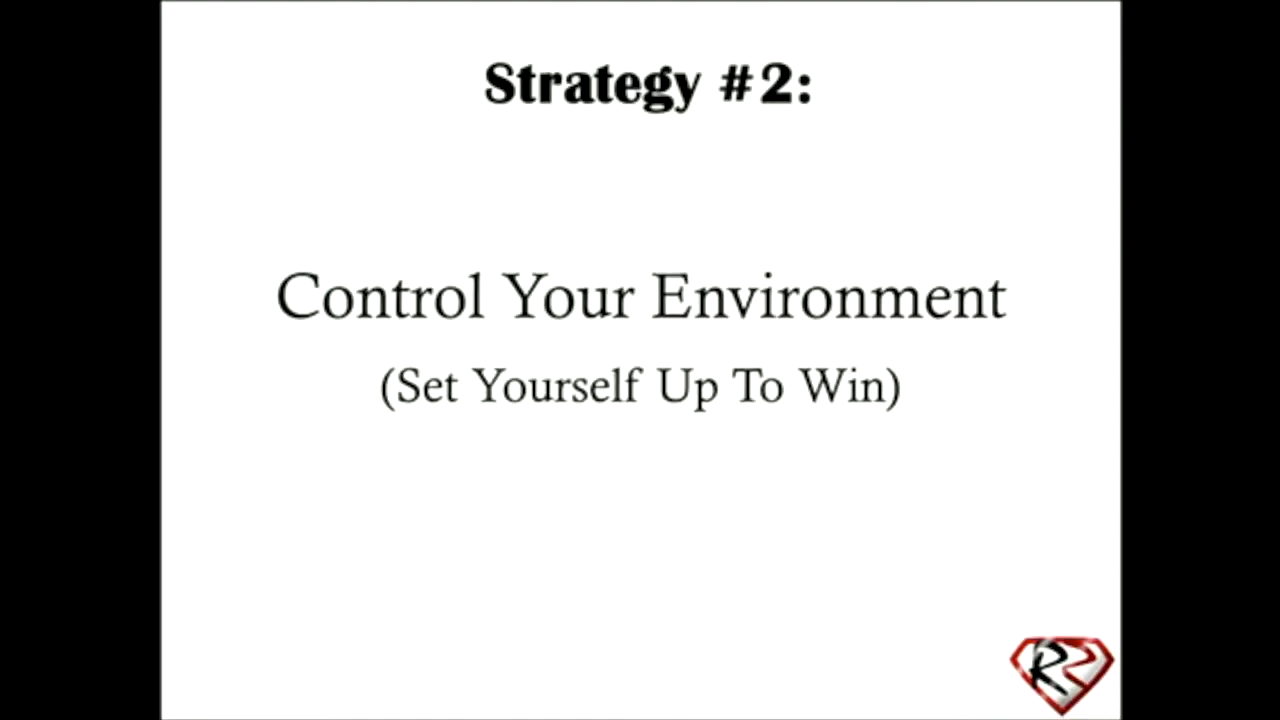 Strategy #2:
Control Your Environment
(Set Yourself Up To Win)